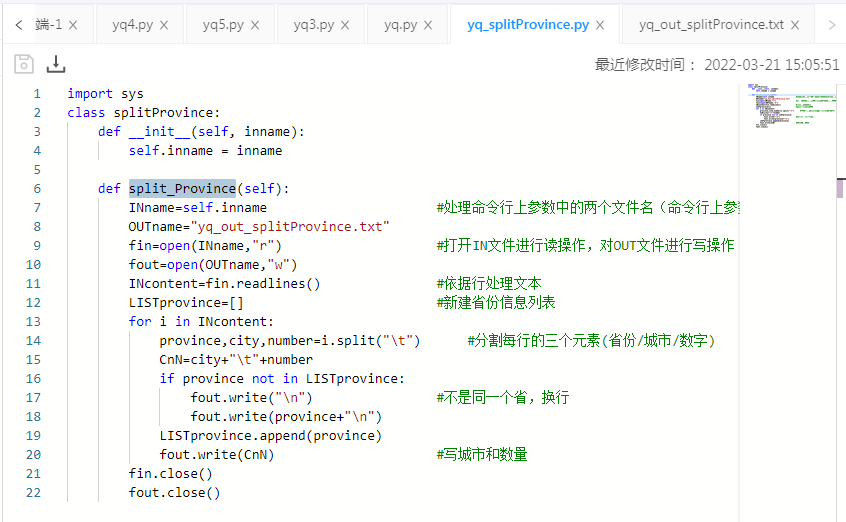 端-1 × yq4.py × yq5.py × yq3.py × yq.py × yq_splitProvince.py × yq_out_splitProvince.txt ×
最近修改时间： 2022-03-21 15:05:51
1 import sys
2 class splitProvince:
3     def __init__(self, inname):
4         self.inname = inname
5
6     def split_Province(self):
7         INname=self.inname #处理命令行上参数中的两个文件名（命令行上参
8         OUTname="yq_out_splitProvince.txt"
9         fin=open(INname,"r") #打开IN文件进行读操作，对OUT文件进行写操作
10         fout=open(OUTname,"w")
11         INcontent=fin.readlines() #依据行处理文本
12         LISTprovince=[] #新建省份信息列表
13         for i in INcontent:
14             province,city,number=i.split("\t") #分割每行的三个元素(省份/城市/数字)
15             CnN=city+"\t"+number
16             if province not in LISTprovince:
17                 fout.write("\n") #不是同一个省，换行
18                 fout.write(province+"\n")
19             LISTprovince.append(province)
20             fout.write(CnN) #写城市和数量
21         fin.close()
22         fout.close()